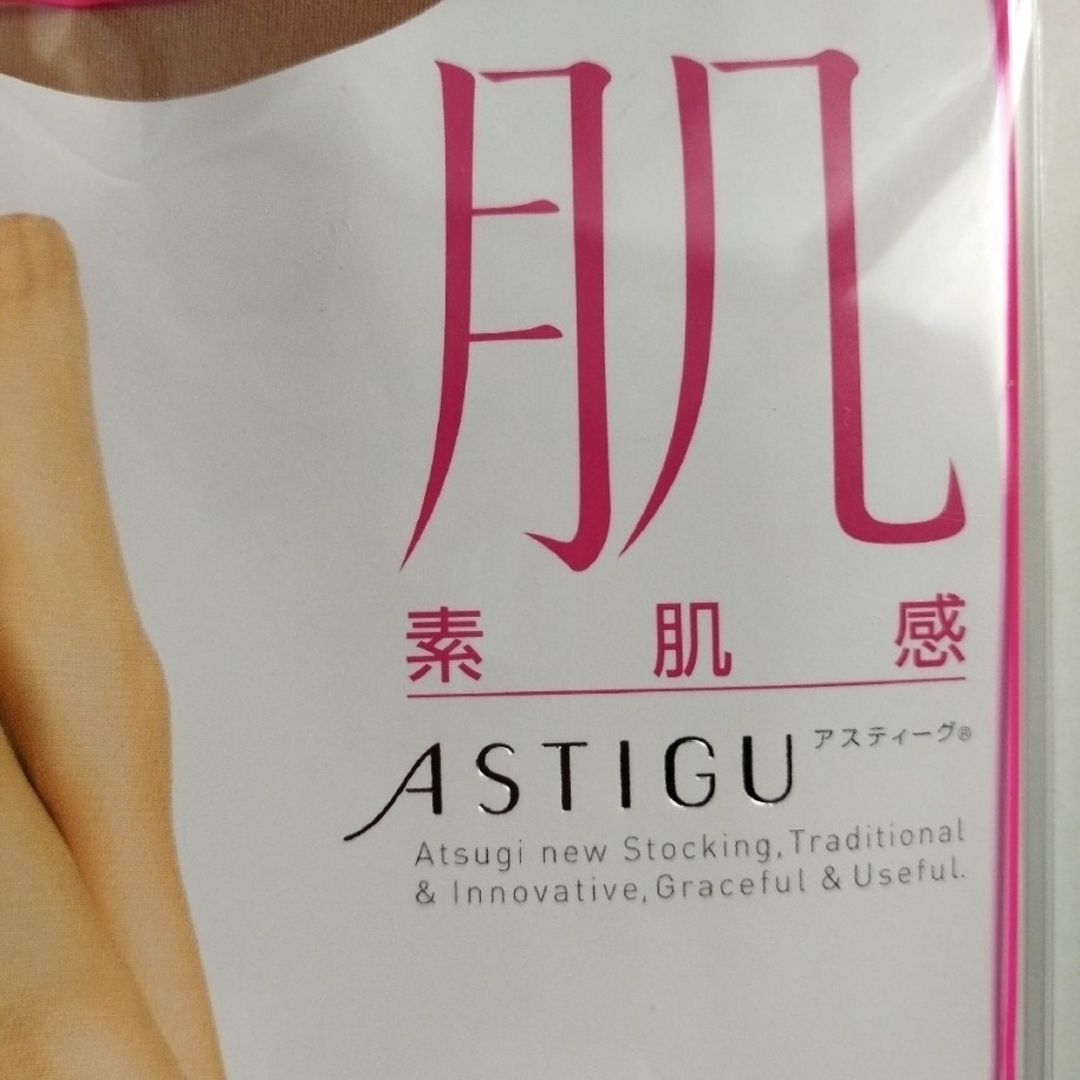 肌
素肌感
ASTIGU アスティーグ®
Atsugi new Stocking, Traditional
& Innovative, Graceful & Useful.